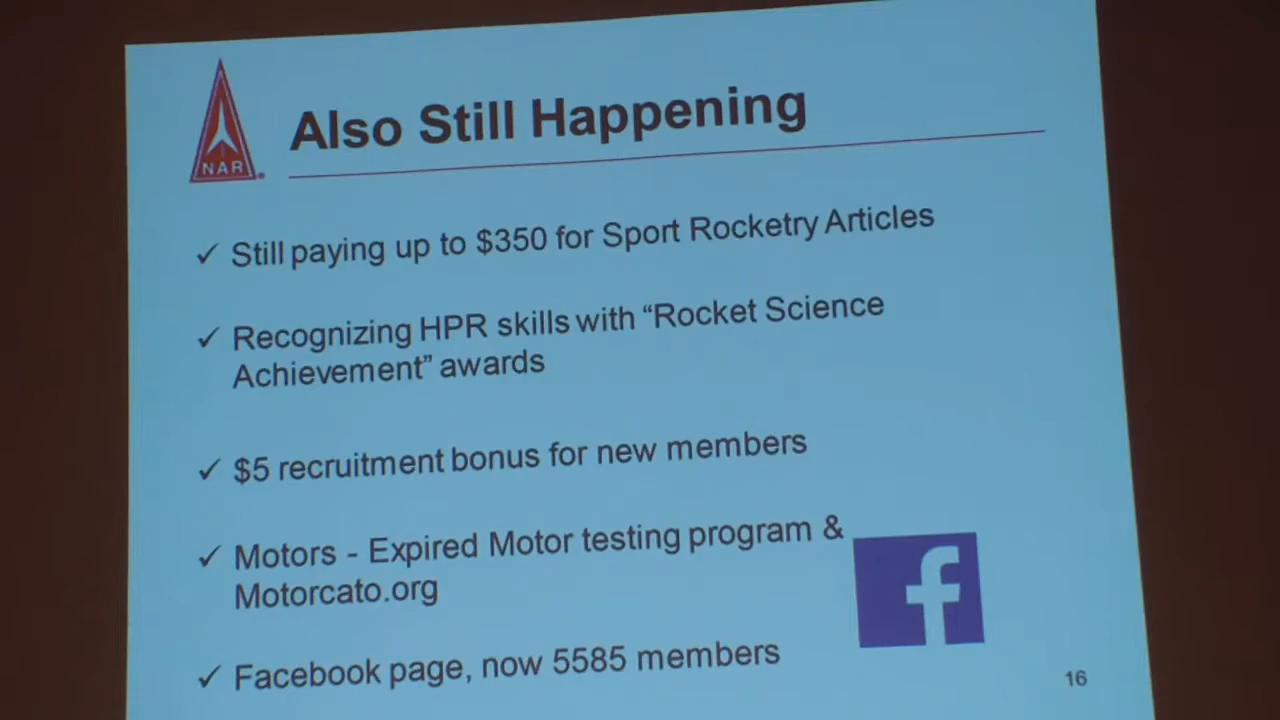 NAR
Also Still Happening
✓ Still paying up to $350 for Sport Rocketry Articles
✓ Recognizing HPR skills with “Rocket Science
Achievement” awards
✓ $5 recruitment bonus for new members
✓ Motors - Expired Motor testing program &
Motorcato.org
f
✓ Facebook page, now 5585 members
16